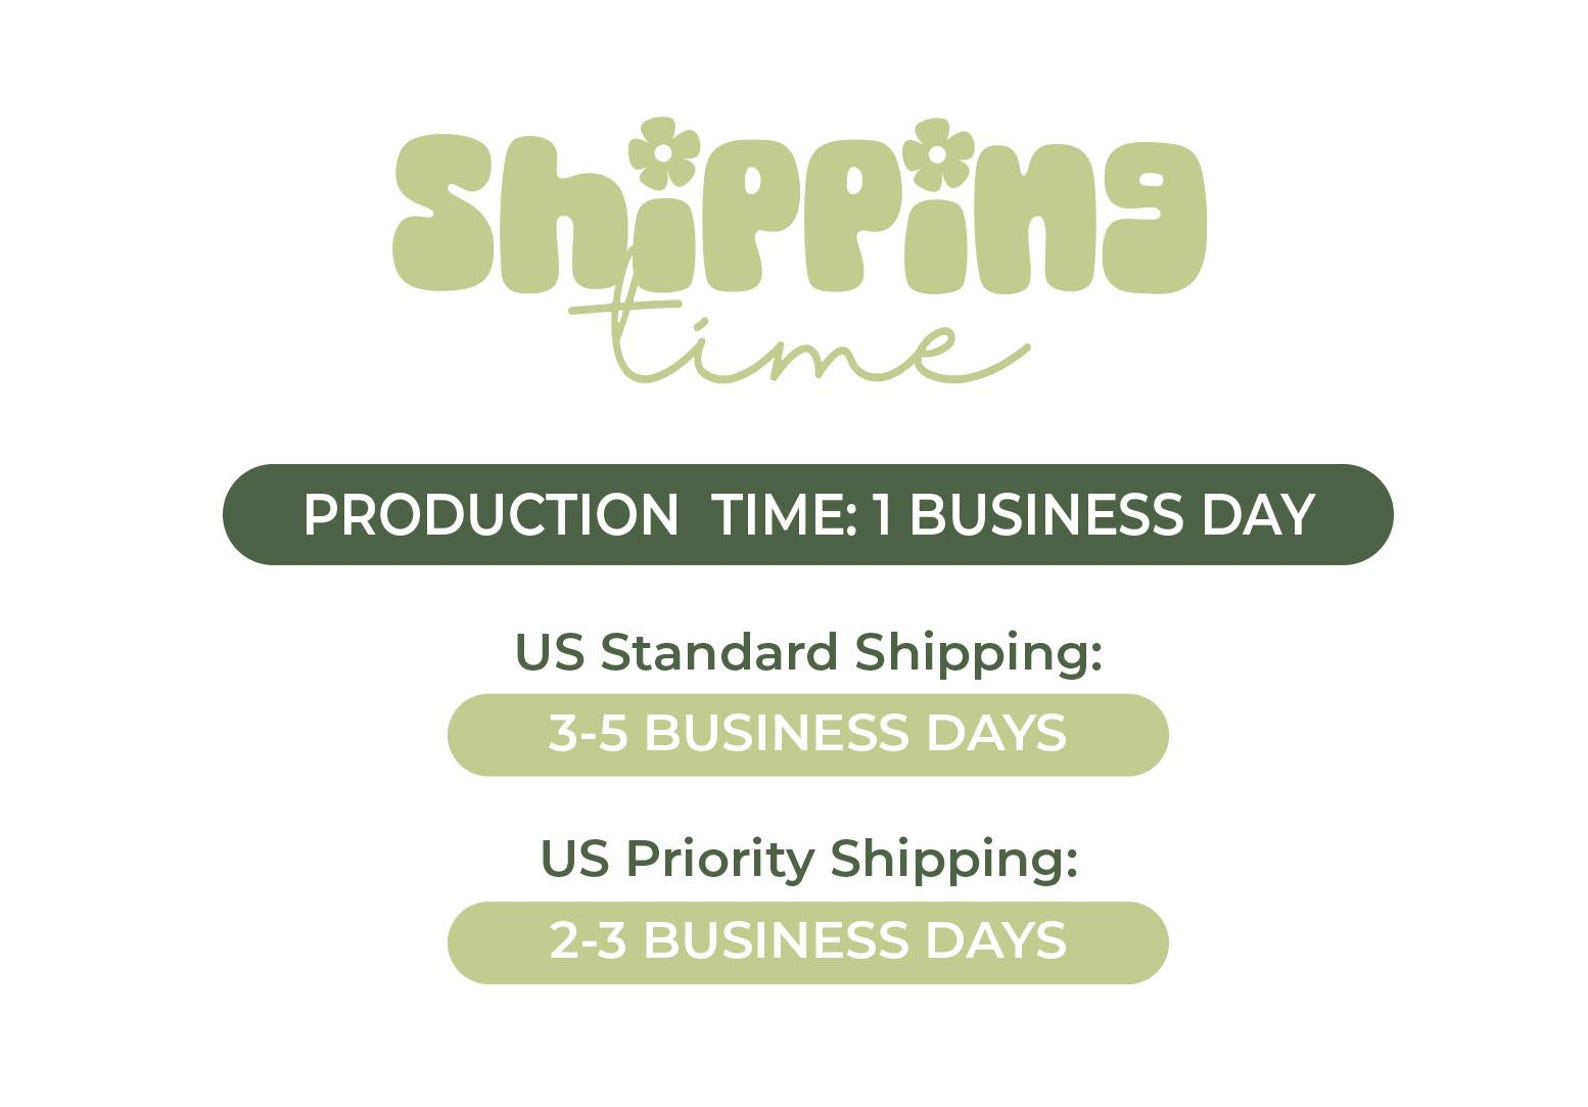 Shipping
time
PRODUCTION TIME: 1 BUSINESS DAY
US Standard Shipping:
3-5 BUSINESS DAYS
US Priority Shipping:
2-3 BUSINESS DAYS